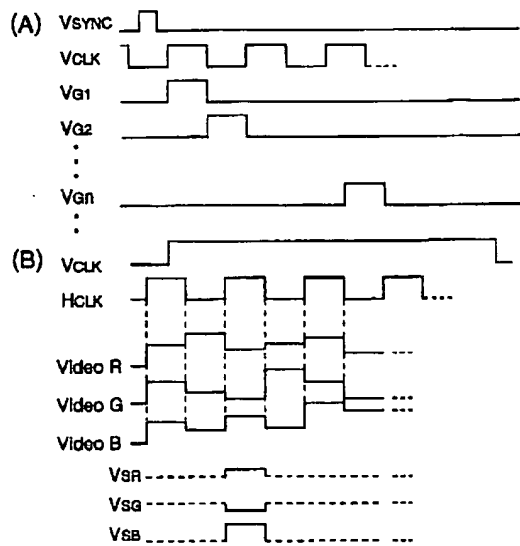 (A)
VSYNC
VCLK
VG1
VG2
VGn
(B)
VCLK
HCLK
Video R
Video G
Video B
VSR
VSG
VSB